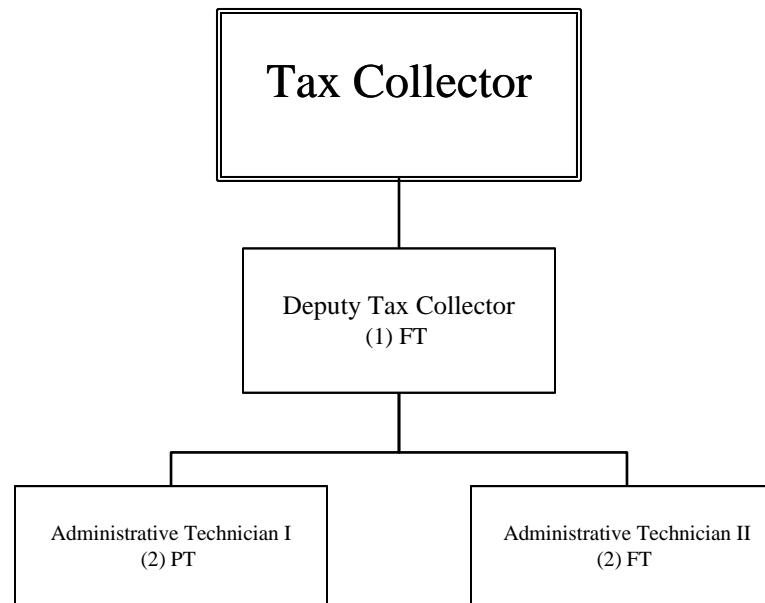 Tax Collector
Deputy Tax Collector
(1) FT
Administrative Technician I
(2) PT
Administrative Technician II
(2) FT